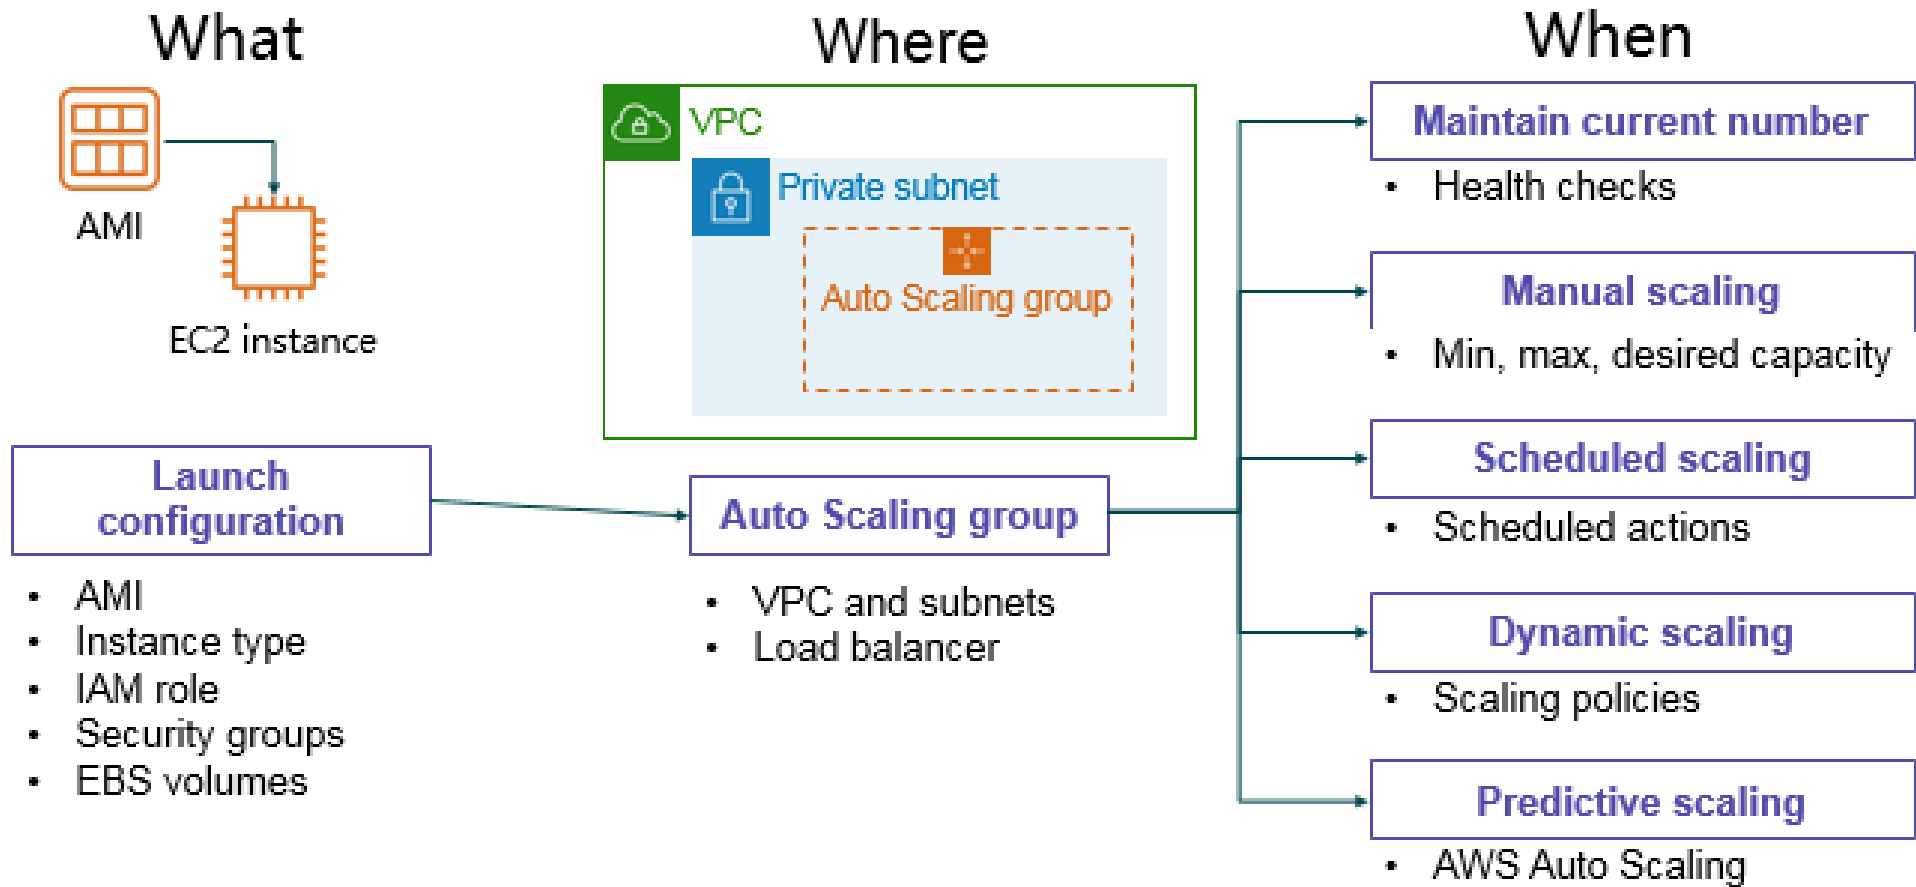 What
AMI
EC2 instance
Launch
configuration
• AMI
• Instance type
• IAM role
• Security groups
• EBS volumes
Where
VPC
Private subnet
Auto Scaling group
Auto Scaling group
• VPC and subnets
• Load balancer
When
Maintain current number
• Health checks
Manual scaling
• Min, max, desired capacity
Scheduled scaling
• Scheduled actions
Dynamic scaling
• Scaling policies
Predictive scaling
• AWS Auto Scaling